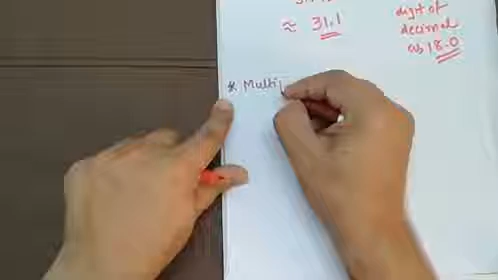 ≈ 31.1
digit of
decimal
as 18.0
* Multi